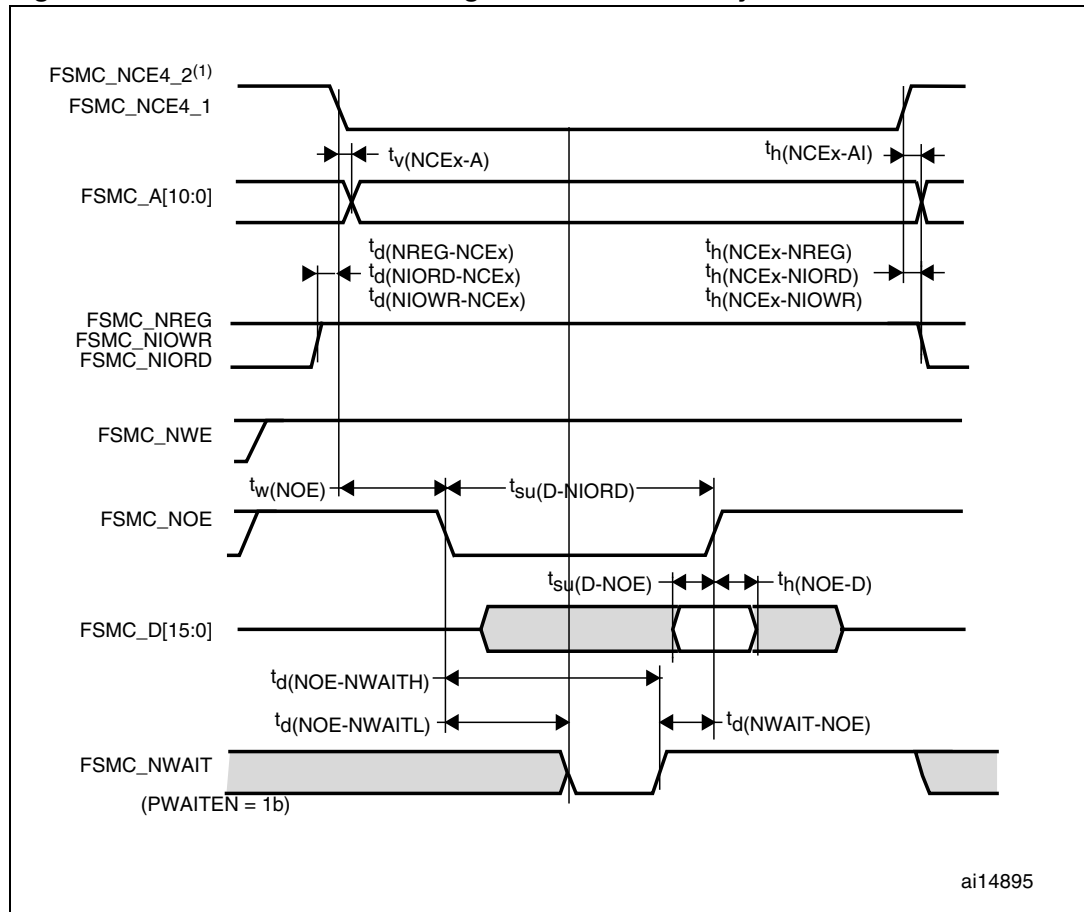 FSMC_NCE4_2(1)
FSMC_NCE4_1
tv(NCEx-A)
th(NCEx-AI)
FSMC_A[10:0]
td(NREG-NCEx)
td(NIORD-NCEx)
td(NIOWR-NCEx)
th(NCEx-NREG)
th(NCEx-NIORD)
th(NCEx-NIOWR)
FSMC_NREG
FSMC_NIOWR
FSMC_NIORD
FSMC_NWE
tw(NOE)
tsu(D-NIORD)
FSMC_NOE
tsu(D-NOE)
th(NOE-D)
FSMC_D[15:0]
td(NOE-NWAITH)
td(NOE-NWAITL)
td(NWAIT-NOE)
FSMC_NWAIT
(PWAITEN = 1b)
ai14895